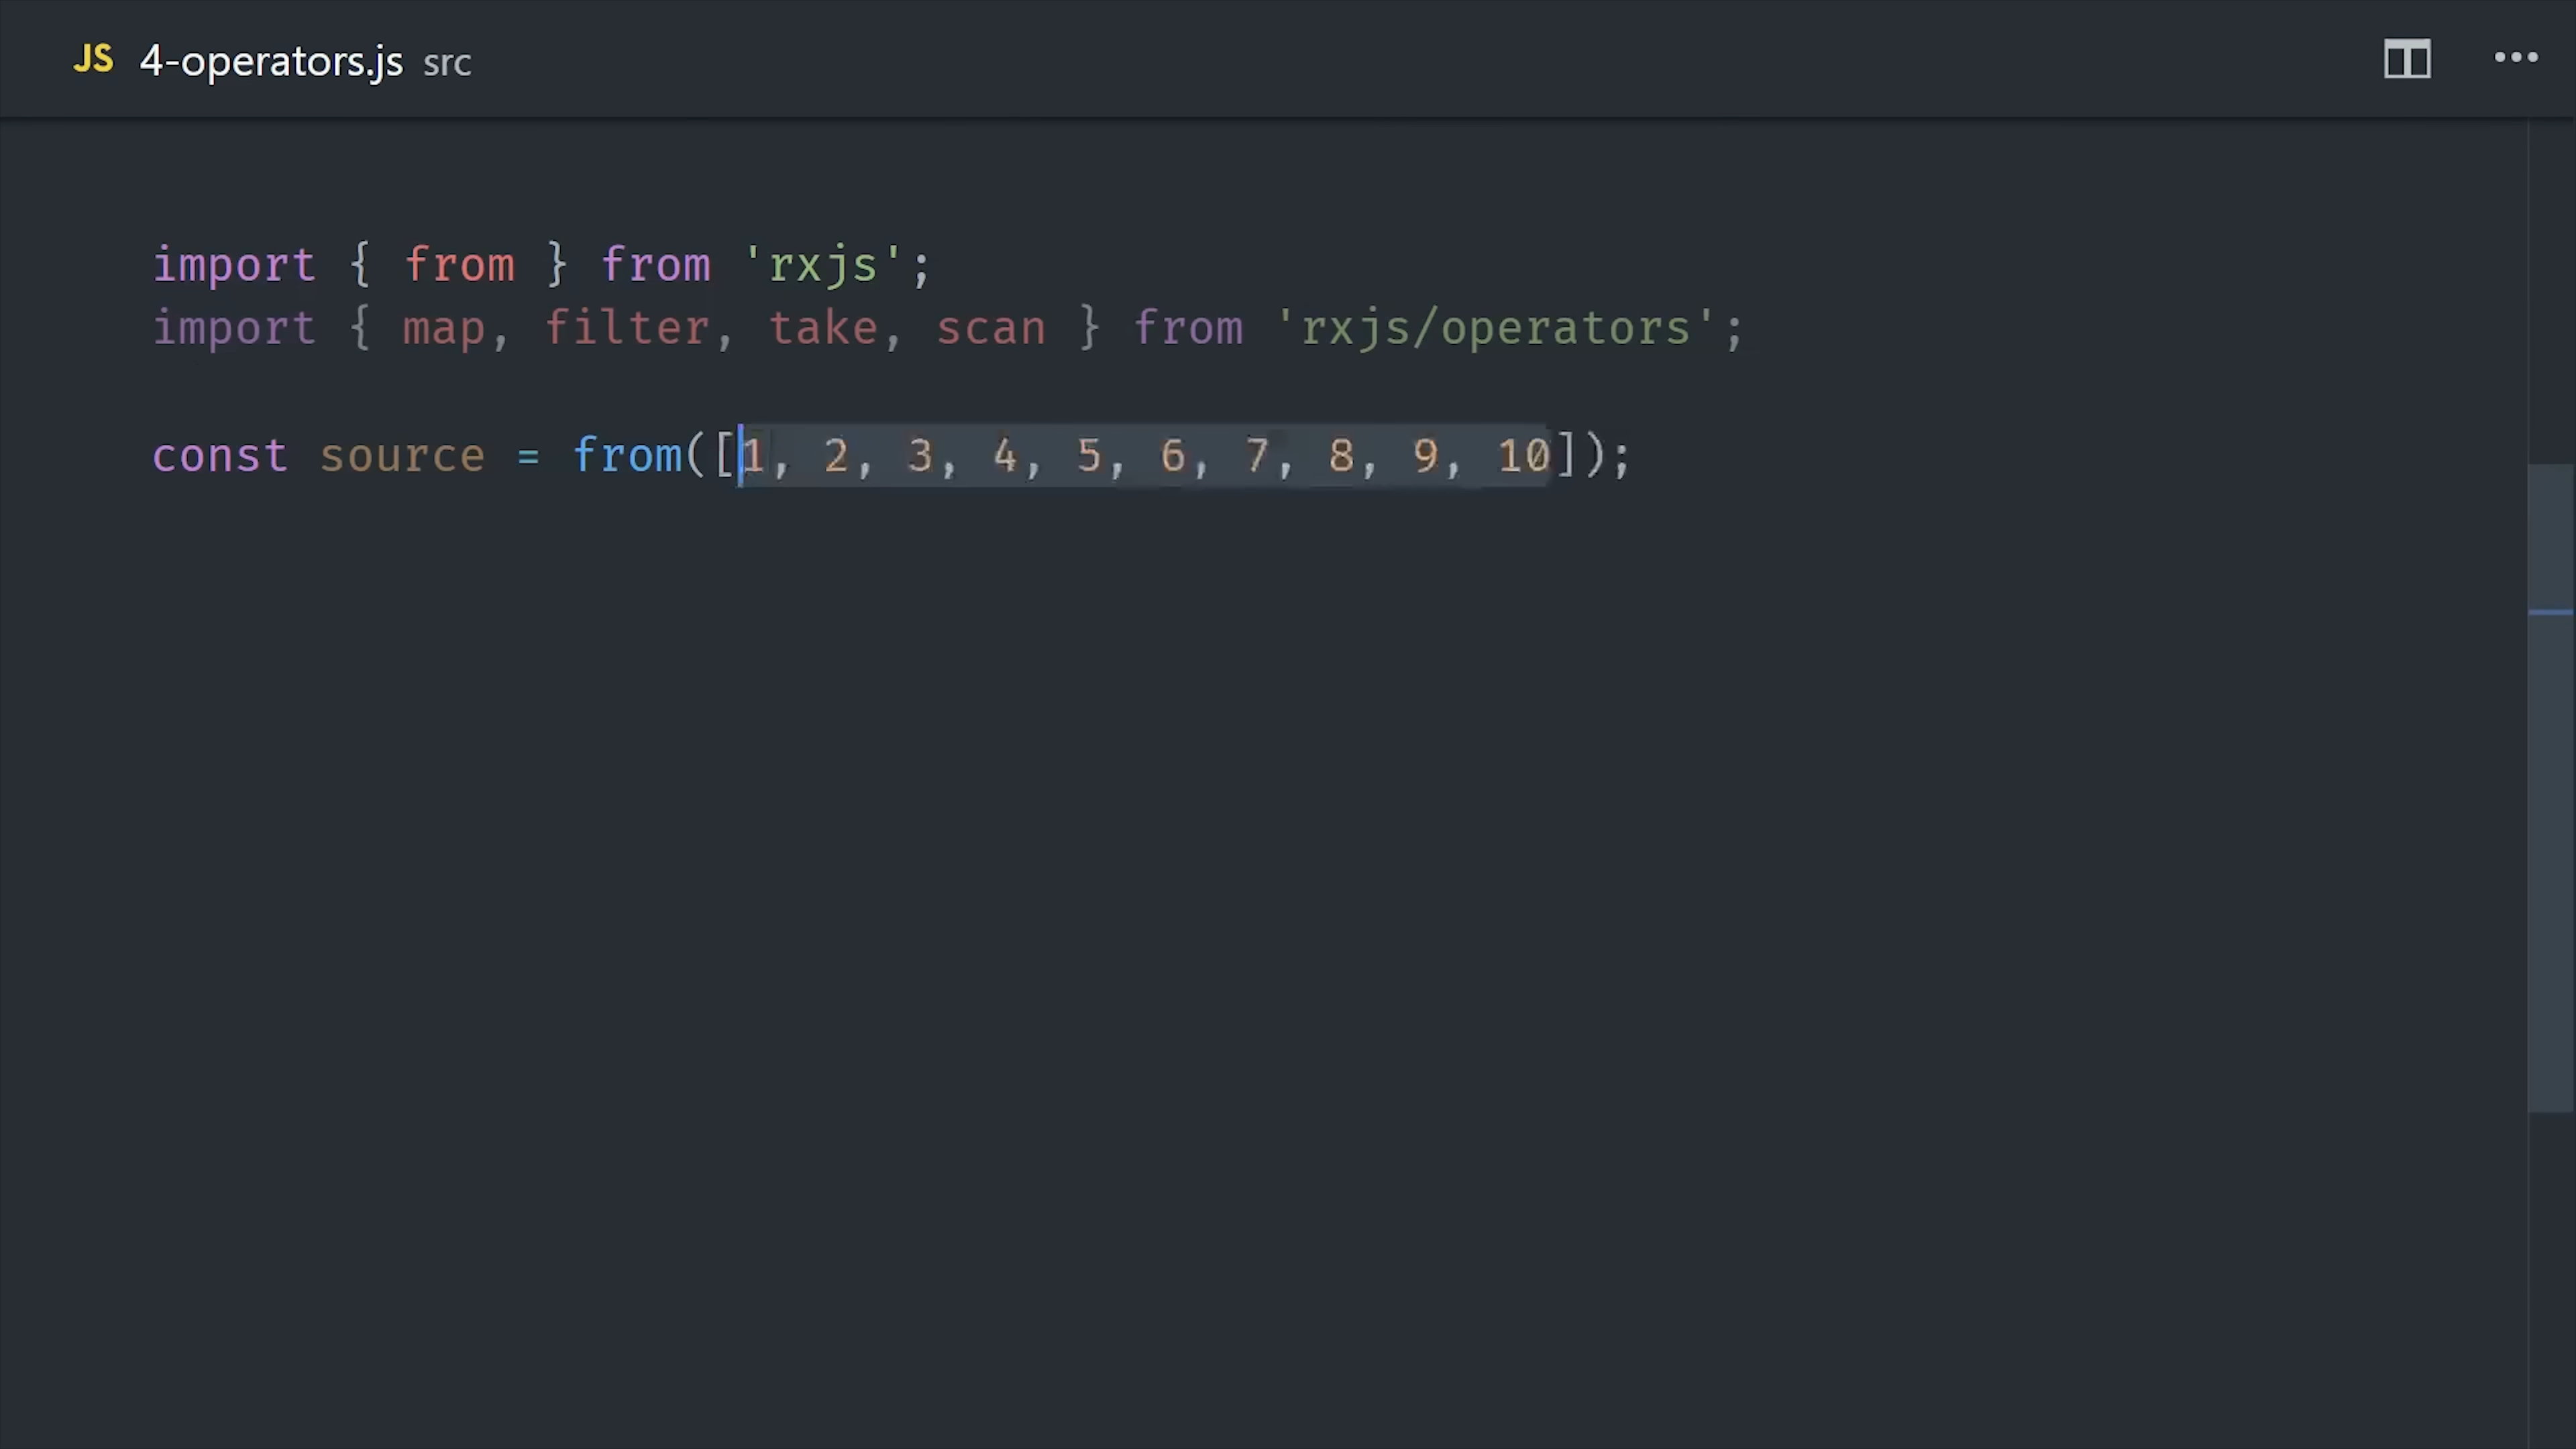 JS 4-operators.js src
import { from } from 'rxjs';
import { map, filter, take, scan } from 'rxjs/operators';
const source = from([1, 2, 3, 4, 5, 6, 7, 8, 9, 10]);